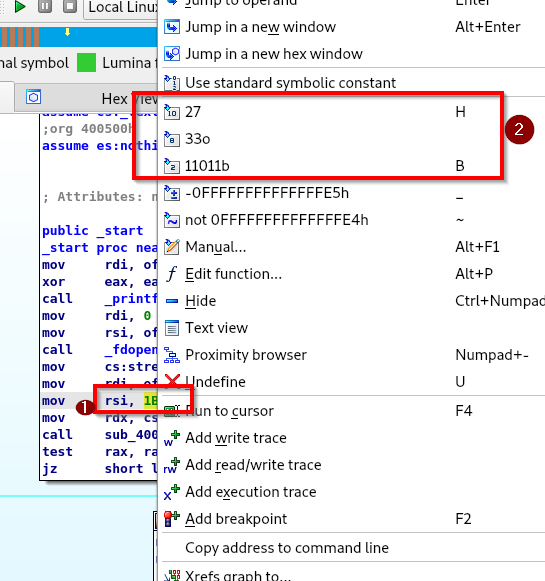 Jump to operand Enter
Local Linux
Jump in a new window Alt+Enter
Jump in a new hex window
nal symbol Lumina f
Use standard symbolic constant
Hex View
27 H
;org 400500h
33o
2
assume es:nothi
11011b B
; Attributes: n
-0FFFFFFFFFFFFFFE5h _
not 0FFFFFFFFFFFFFFE4h ~
public _start
_start proc nea
Manual... Alt+F1
mov rdi, of
Edit function... Alt+P
xor eax, ea
call _printf
Hide Ctrl+Numpad
mov rdi, 0
Text view
mov rsi, of
call _fdopen
Proximity browser Numpad+-
mov cs:stre
mov rdi, of
Undefine U
1
mov rsi, 1B
Run to cursor F4
mov rdx, cs
call sub_400
Add write trace
test rax, ra
Add read/write trace
jz short l
Add execution trace
Add breakpoint F2
Copy address to command line
Xrefs graph to...